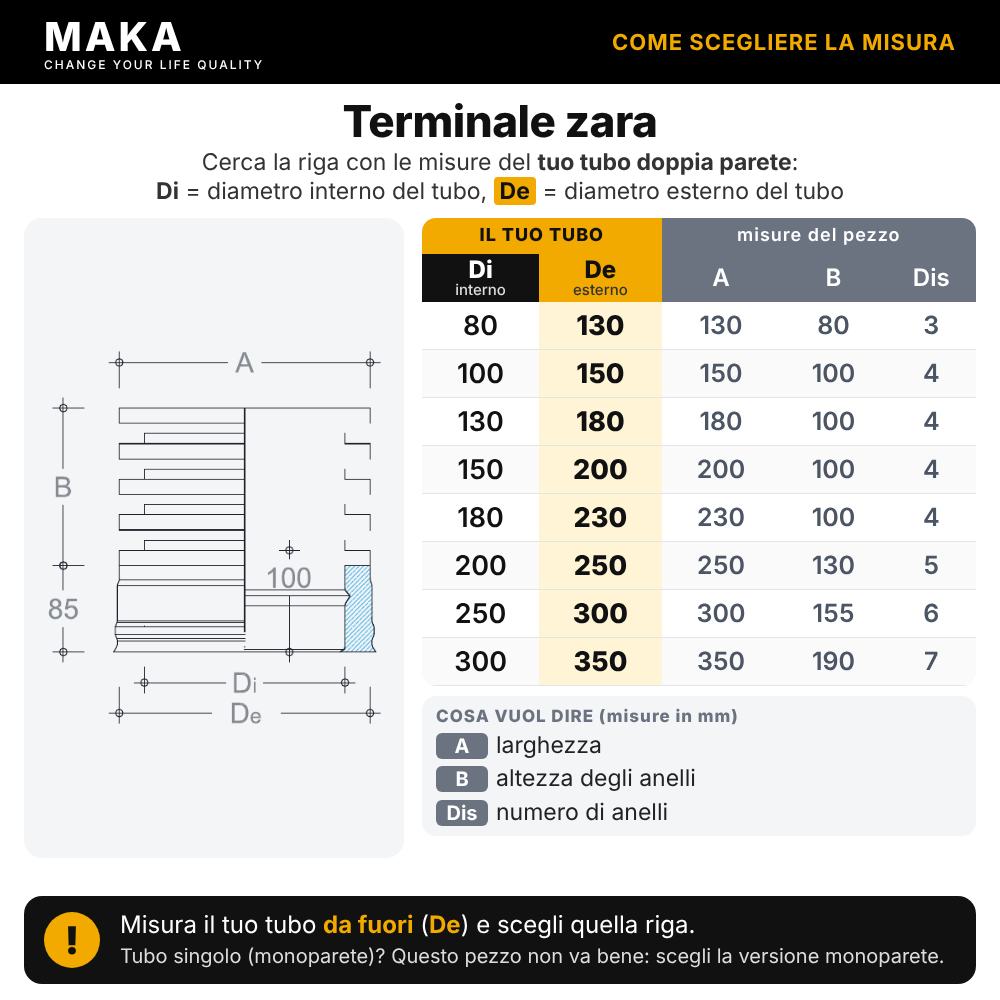 MAKA
CHANGE YOUR LIFE QUALITY
COME SCEGLIERE LA MISURA
Terminale zara
Cerca la riga con le misure del tuo tubo doppia parete:
Di = diametro interno del tubo, De = diametro esterno del tubo
A
B
100
85
Di
De
IL TUO TUBO misure del pezzo
Di De A B Dis
interno esterno
80 130 130 80 3
100 150 150 100 4
130 180 180 100 4
150 200 200 100 4
180 230 230 100 4
200 250 250 130 5
250 300 300 155 6
300 350 350 190 7
COSA VUOL DIRE (misure in mm)
A larghezza
B altezza degli anelli
Dis numero di anelli
! Misura il tuo tubo da fuori (De) e scegli quella riga.
Tubo singolo (monoparete)? Questo pezzo non va bene: scegli la versione monoparete.